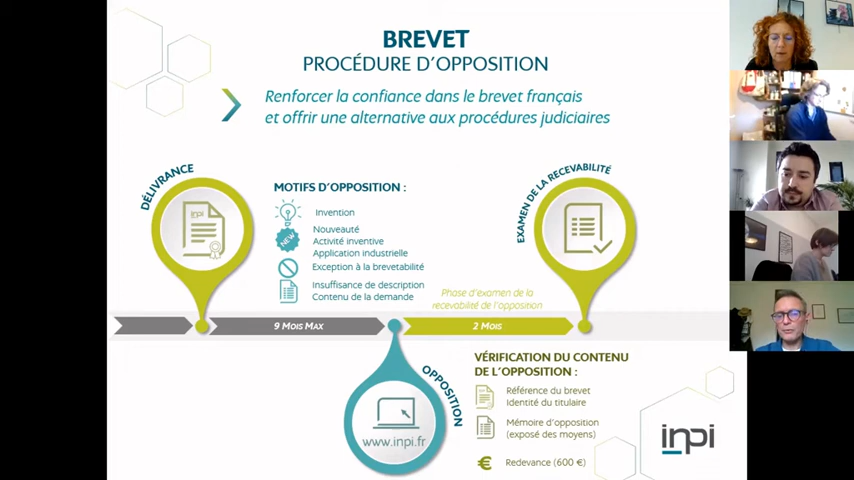 BREVET
PROCÉDURE D'OPPOSITION
Renforcer la confiance dans le brevet français
et offrir une alternative aux procédures judiciaires
DÉLIVRANCE
inpi
MOTIFS D'OPPOSITION :
Invention
NEW
Nouveauté
Activité inventive
Application industrielle
Exception à la brevetabilité
Insuffisance de description
Contenu de la demande
EXAMEN DE LA RECEVABILITÉ
Phase d'examen de la
recevabilité de l'opposition
9 MOIS MAX
2 MOIS
OPPOSITION
www.inpi.fr
VÉRIFICATION DU CONTENU
DE L'OPPOSITION :
Référence du brevet
Identité du titulaire
Mémoire d'opposition
(exposé des moyens)
€
Redevance (600 €)
inpi